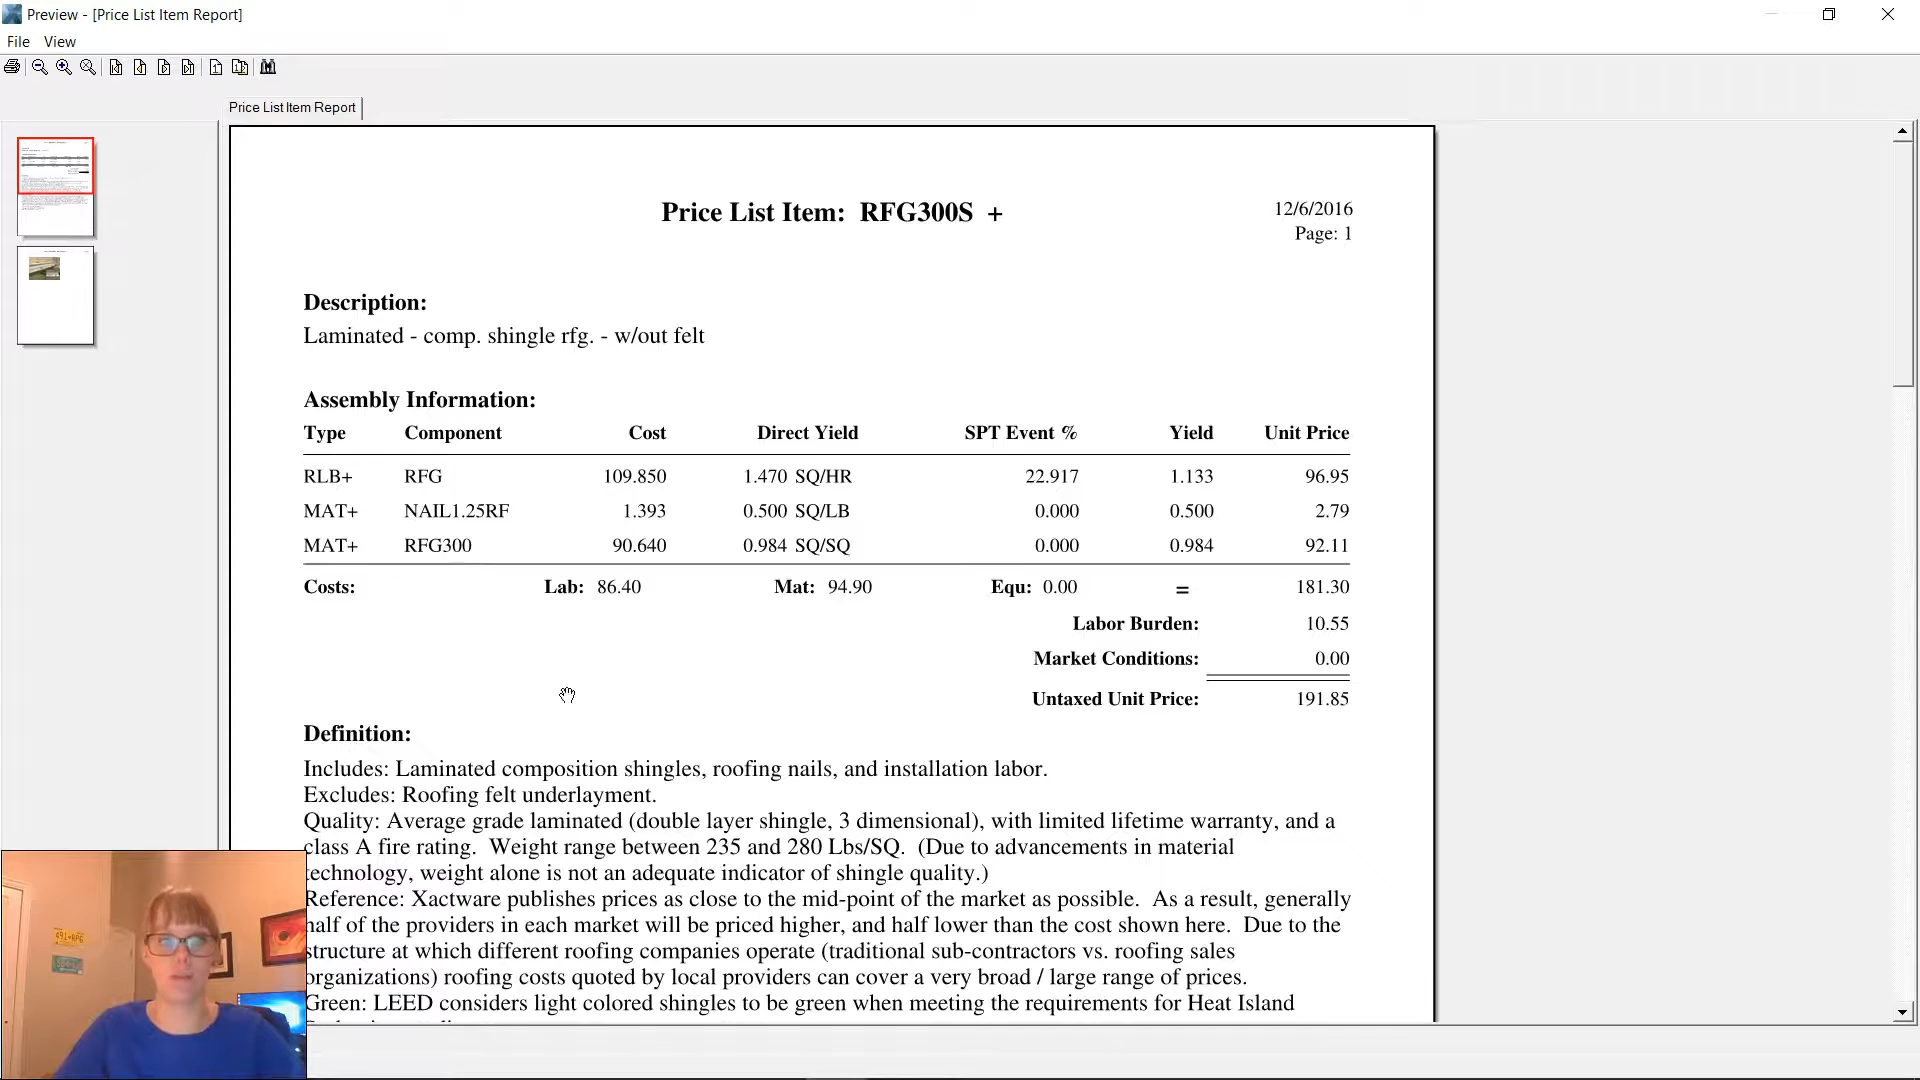 Preview - [Price List Item Report]
File View
Price List Item Report
Price List Item: RFG300S +
12/6/2016
Page: 1
Description:
Laminated - comp. shingle rfg. - w/out felt
Assembly Information:
Type Component Cost Direct Yield SPT Event % Yield Unit Price
RLB+ RFG 109.850 1.470 SQ/HR 22.917 1.133 96.95
MAT+ NAIL1.25RF 1.393 0.500 SQ/LB 0.000 0.500 2.79
MAT+ RFG300 90.640 0.984 SQ/SQ 0.000 0.984 92.11
Costs: Lab: 86.40 Mat: 94.90 Equ: 0.00 = 181.30
Labor Burden: 10.55
Market Conditions: 0.00
Untaxed Unit Price: 191.85
Definition:
Includes: Laminated composition shingles, roofing nails, and installation labor.
Excludes: Roofing felt underlayment.
Quality: Average grade laminated (double layer shingle, 3 dimensional), with limited lifetime warranty, and a
class A fire rating. Weight range between 235 and 280 Lbs/SQ. (Due to advancements in material
technology, weight alone is not an adequate indicator of shingle quality.)
Reference: Xactware publishes prices as close to the mid-point of the market as possible. As a result, generally
half of the providers in each market will be priced higher, and half lower than the cost shown here. Due to the
structure at which different roofing companies operate (traditional sub-contractors vs. roofing sales
organizations) roofing costs quoted by local providers can cover a very broad / large range of prices.
Green: LEED considers light colored shingles to be green when meeting the requirements for Heat Island